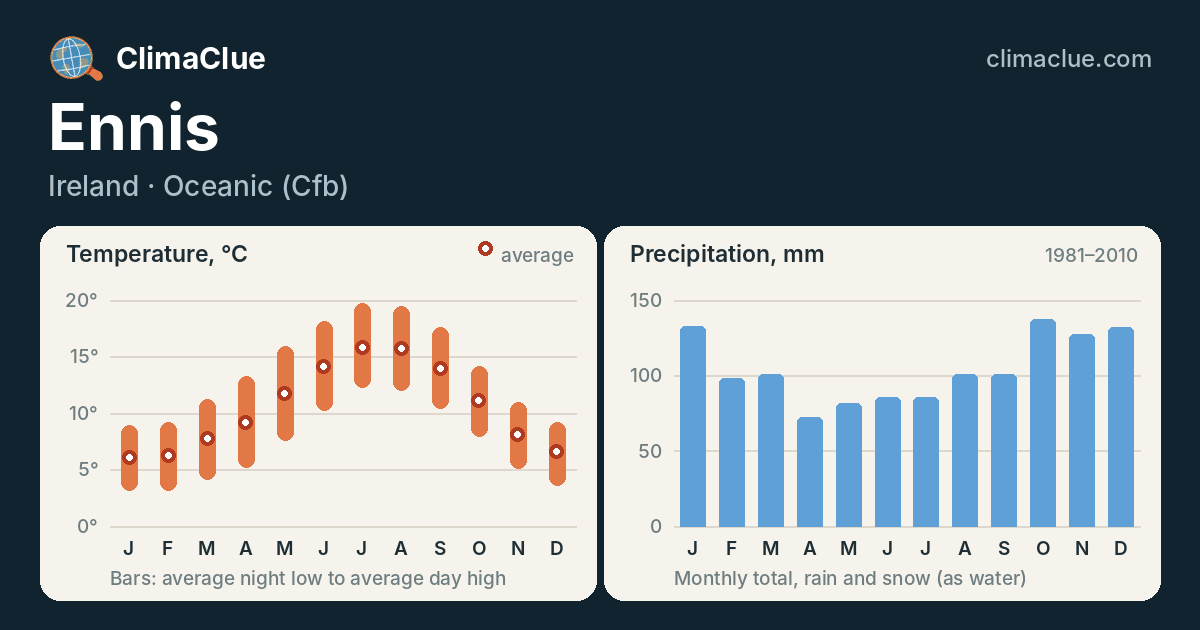 ClimaClue
climaclue.com
Ennis
Ireland · Oceanic (Cfb)
Temperature, °C
average
20°
15°
10°
5°
0°
J F M A M J J A S O N D
Bars: average night low to average day high
Precipitation, mm
1981–2010
150
100
50
0
J F M A M J J A S O N D
Monthly total, rain and snow (as water)